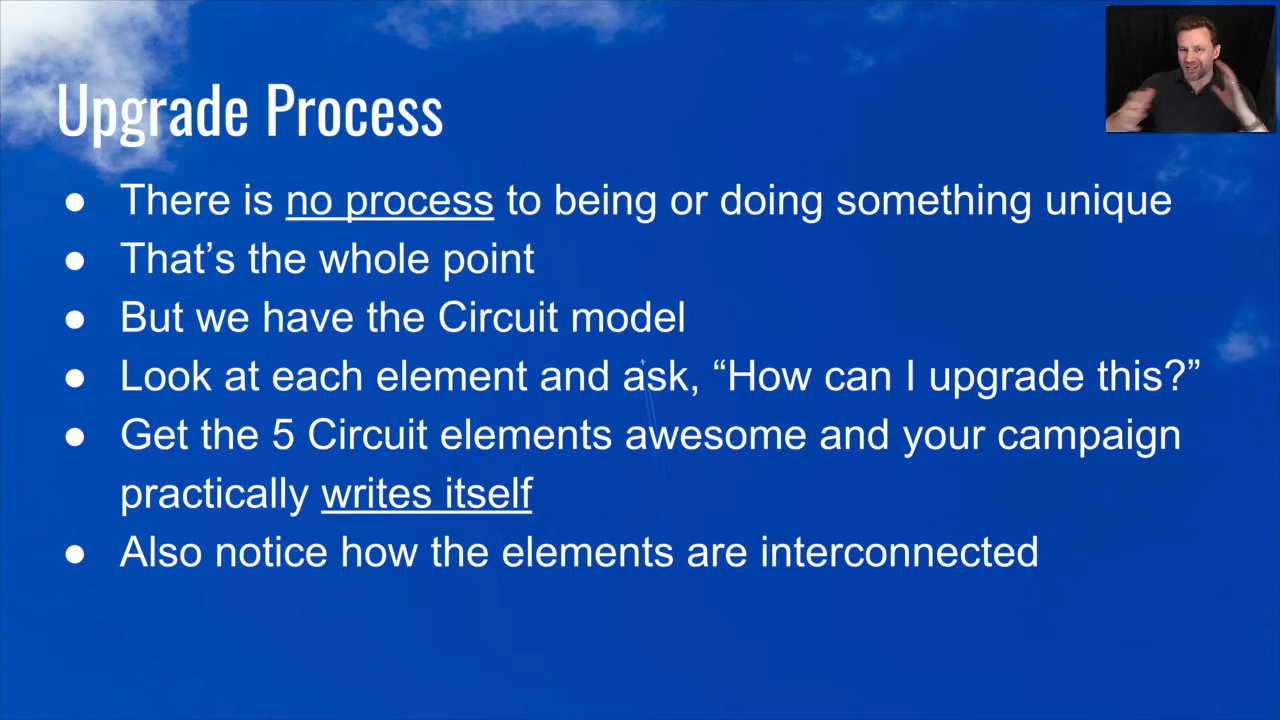 Upgrade Process
● There is no process to being or doing something unique
● That’s the whole point
● But we have the Circuit model
● Look at each element and ask, “How can I upgrade this?”
● Get the 5 Circuit elements awesome and your campaign
practically writes itself
● Also notice how the elements are interconnected